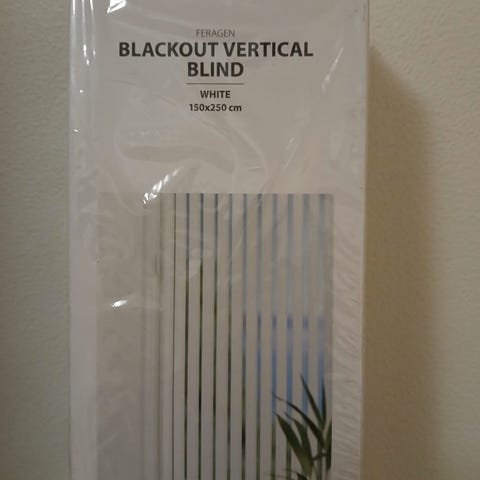 FERAGEN
BLACKOUT VERTICAL
BLIND
WHITE
150x250 cm